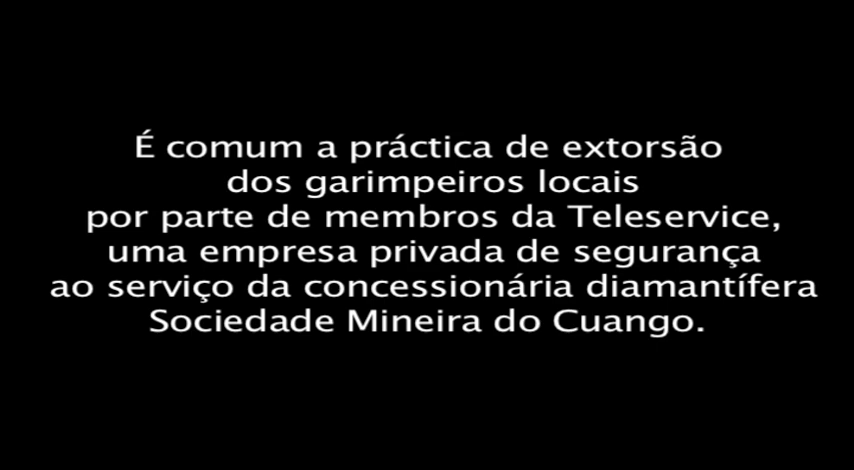 É comum a práctica de extorsão
dos garimpeiros locais
por parte de membros da Teleservice,
uma empresa privada de segurança
ao serviço da concessionária diamantífera
Sociedade Mineira do Cuango.